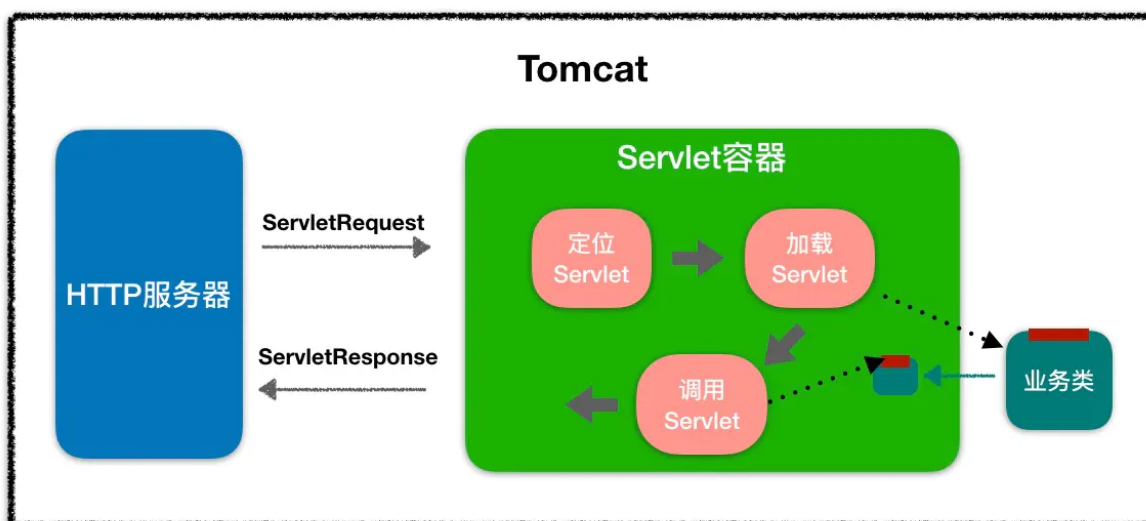 Tomcat
Servlet容器
ServletRequest
定位
Servlet
加载
Servlet
HTTP服务器
ServletResponse
调用
Servlet
业务类